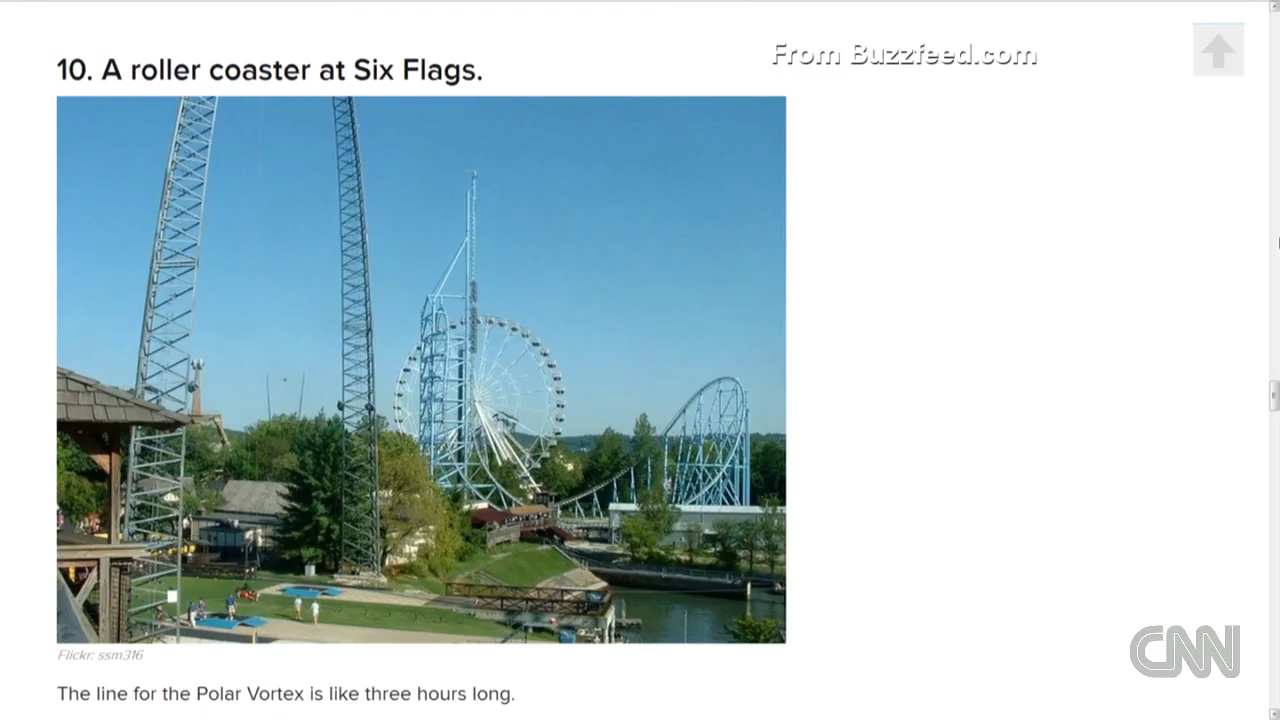 From Buzzfeed.com
10. A roller coaster at Six Flags.
Flickr: ssm316
CNN
The line for the Polar Vortex is like three hours long.